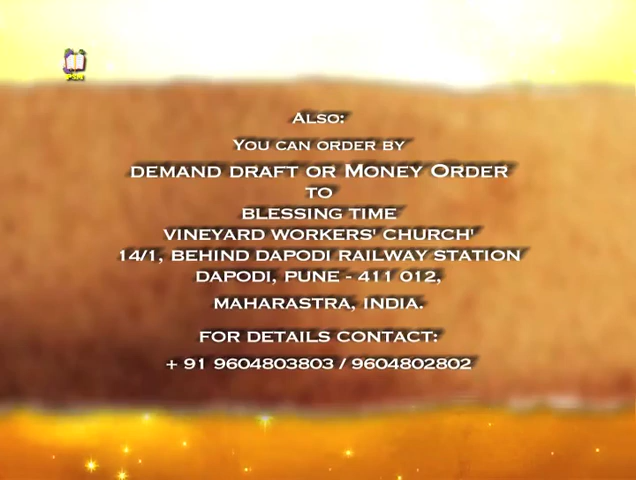 PSM
ALSO:
YOU CAN ORDER BY
DEMAND DRAFT OR MONEY ORDER
TO
BLESSING TIME
VINEYARD WORKERS' CHURCH'
14/1, BEHIND DAPODI RAILWAY STATION
DAPODI, PUNE - 411 012,
MAHARASTRA, INDIA.
FOR DETAILS CONTACT:
+ 91 9604803803 / 9604802802